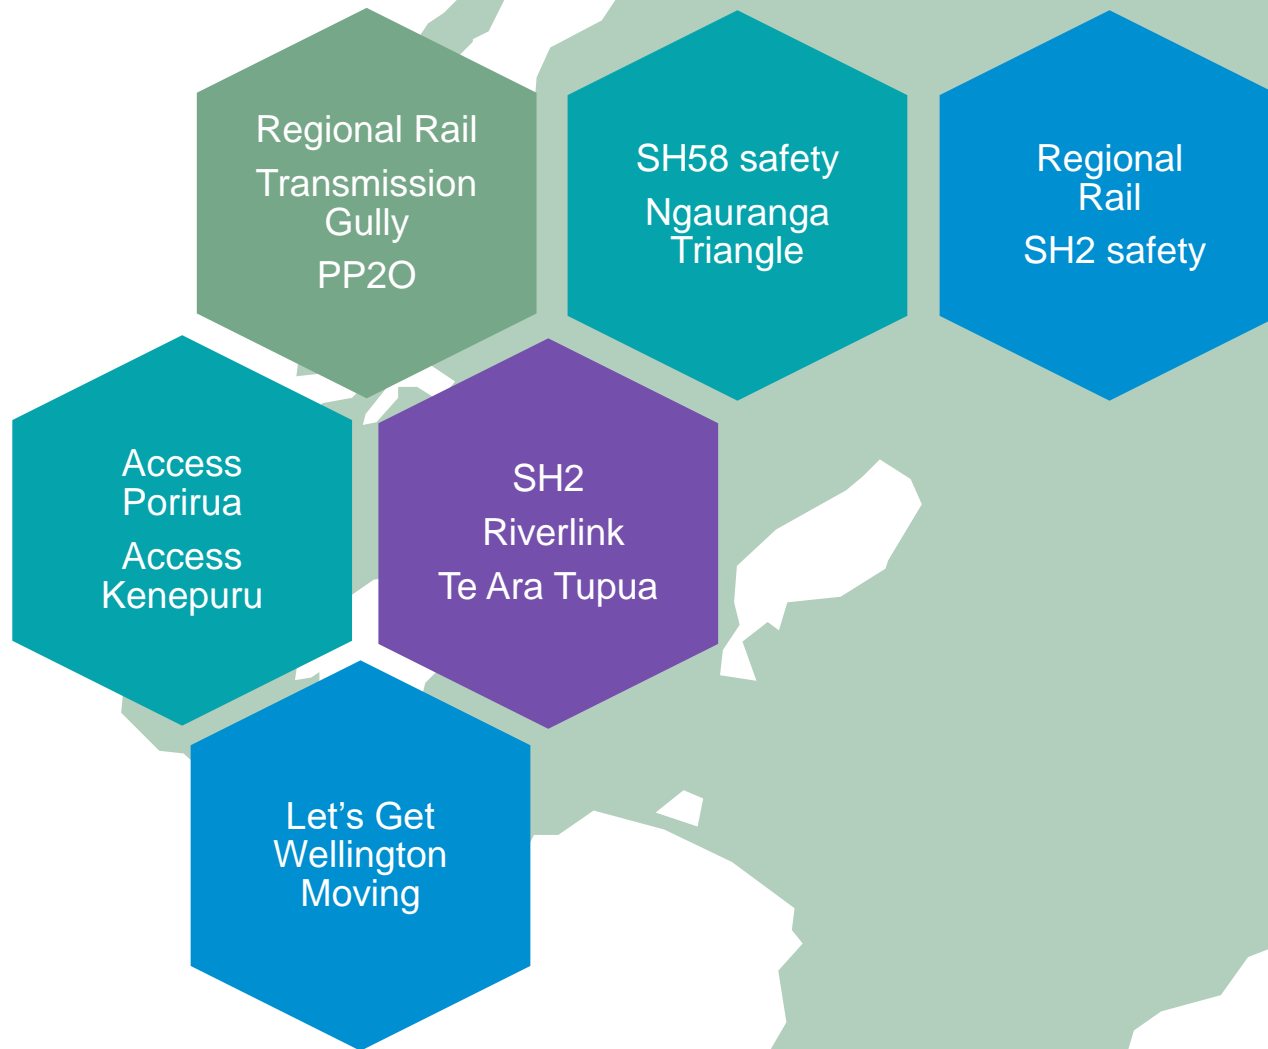 Regional Rail
Transmission
Gully
PP2O
SH58 safety
Ngauranga
Triangle
Regional
Rail
SH2 safety
Access
Porirua
Access
Kenepuru
SH2
Riverlink
Te Ara Tupua
Let’s Get
Wellington
Moving